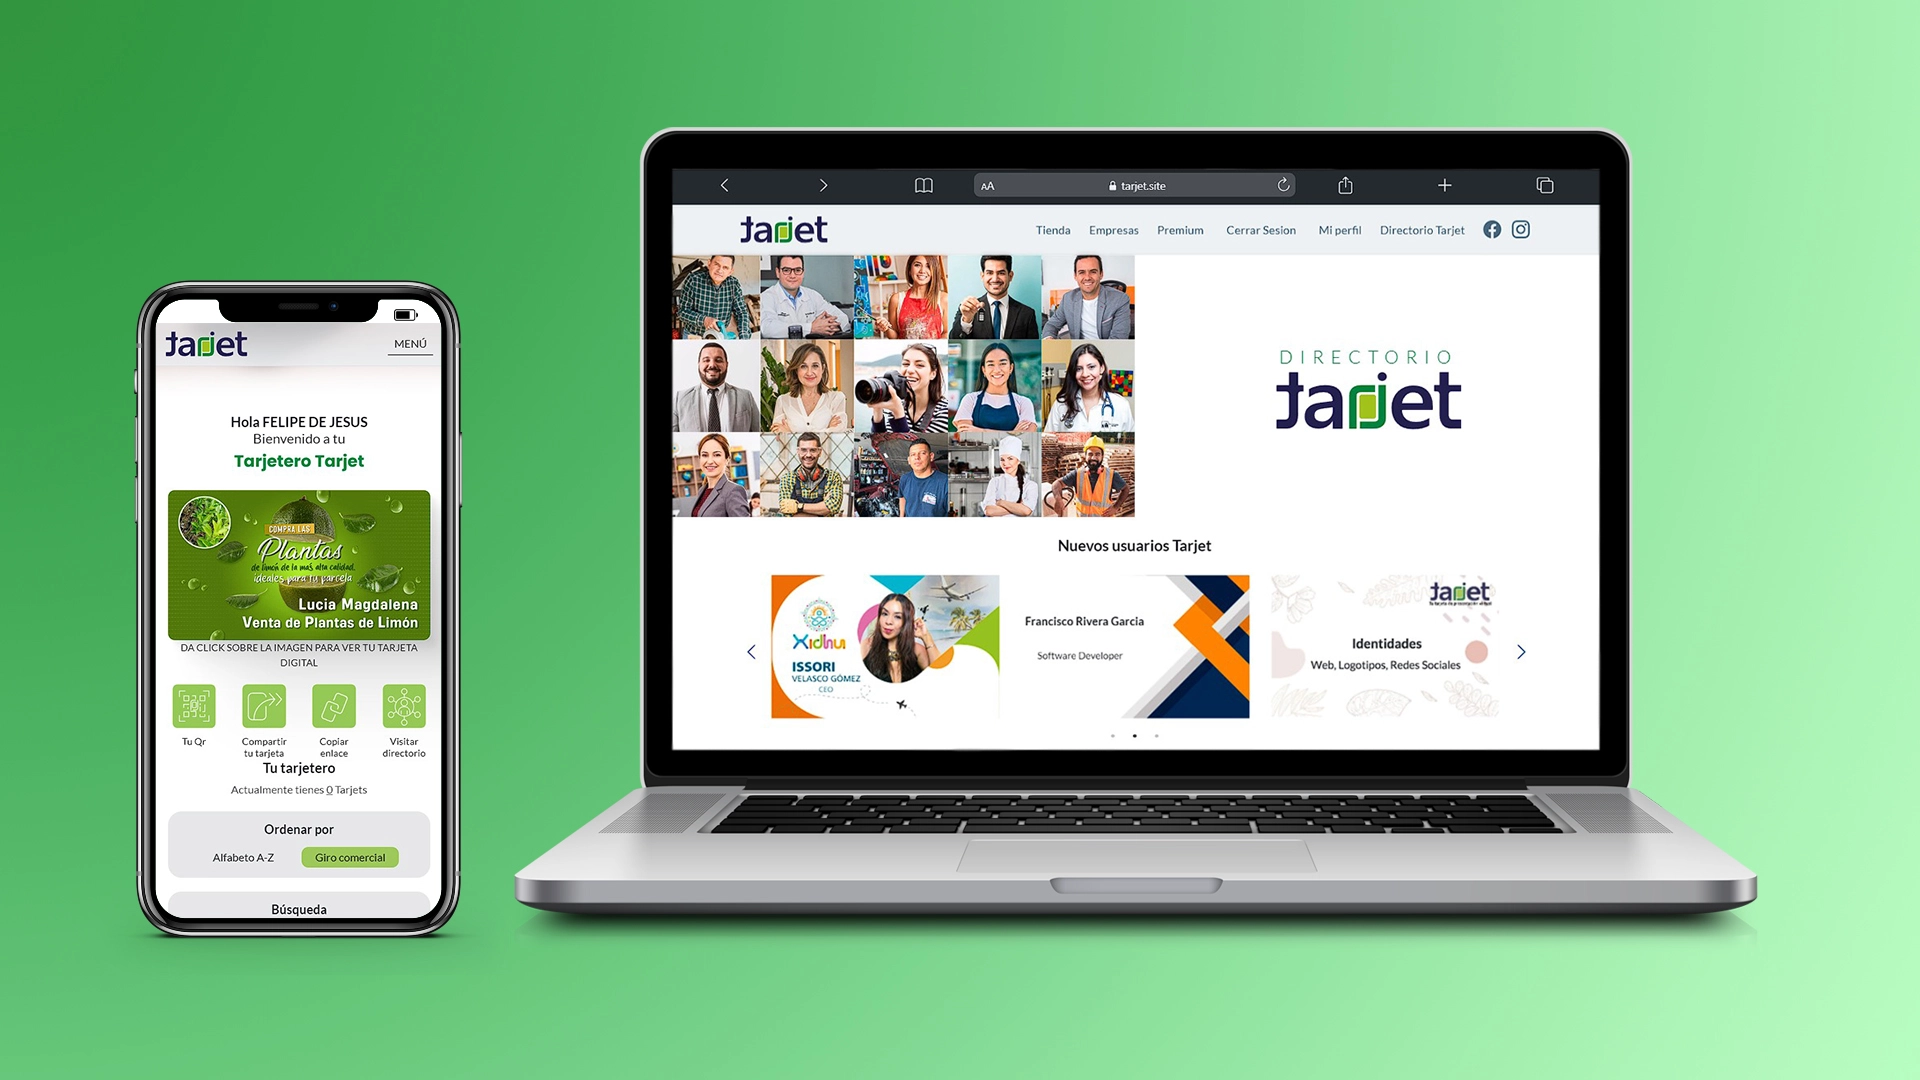 tarjet
MENÚ
Hola FELIPE DE JESUS
Bienvenido a tu
Tarjetero Tarjet
COMPRA LAS
Plantas
de limón de la más alta calidad,
ideales para tu parcela
Lucia Magdalena
Venta de Plantas de Limón
DA CLICK SOBRE LA IMAGEN PARA VER TU TARJETA
DIGITAL
Tu Qr
Compartir
tu tarjeta
Copiar
enlace
Visitar
directorio
Tu tarjetero
Actualmente tienes 0 Tarjets
Ordenar por
Alfabeto A-Z
Giro comercial
Búsqueda
AA
tarjet.site
tarjet
Tienda
Empresas
Premium
Cerrar Sesion
Mi perfil
Directorio Tarjet
DIRECTORIO
tarjet
Nuevos usuarios Tarjet
Xidhui
ISSORI
VELASCO GÓMEZ
CEO
Francisco Rivera Garcia
Software Developer
tarjet
Identidades
Web, Logotipos, Redes Sociales